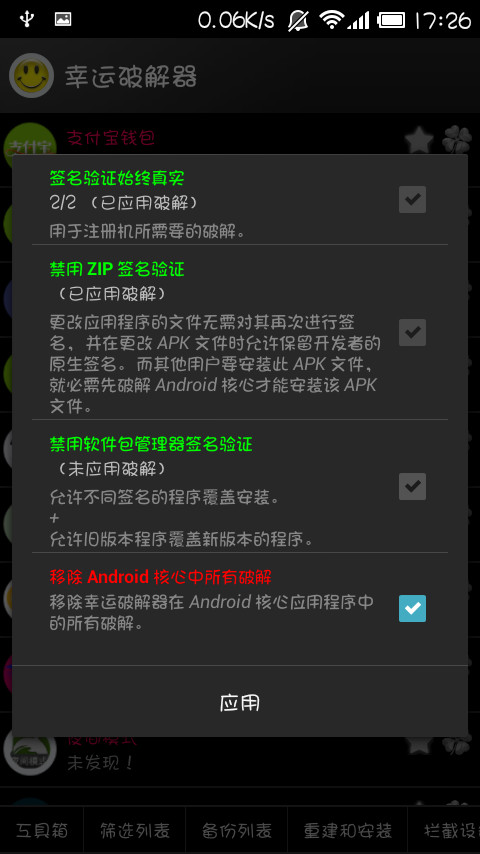 0.06K/s 17:26
幸运破解器
支付宝钱包
支付宝
签名验证始终真实
2/2 （已应用破解）
用于注册机所需要的破解。
禁用 ZIP 签名验证
（已应用破解）
更改应用程序的文件无需对其再次进行签
名，并在更改 APK 文件时允许保留开发者的
原生签名。而其他用户要安装此 APK 文件，
就必需先破解 Android 核心才能安装该 APK
文件。
禁用软件包管理器签名验证
（未应用破解）
允许不同签名的程序覆盖安装。
+
允许旧版本程序覆盖新版本的程序。
移除 Android 核心中所有破解
移除幸运破解器在 Android 核心应用程序中
的所有破解。
应用
夜间模式
未发现！
工具箱 筛选列表 备份列表 重建和安装 拦截设